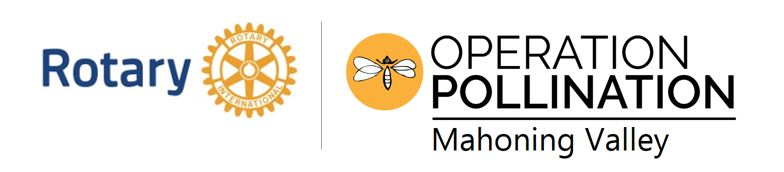 Rotary
ROTARY
INTERNATIONAL
OPERATION
POLLINATION
Mahoning Valley